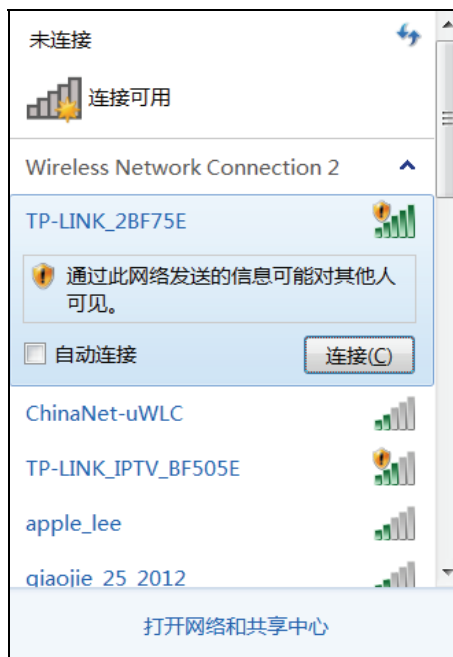 未连接
连接可用
Wireless Network Connection 2
TP-LINK_2BF75E
通过此网络发送的信息可能对其他人
可见。
自动连接
连接(C)
ChinaNet-uWLC
TP-LINK_IPTV_BF505E
apple_lee
qiaojie_25_2012
打开网络和共享中心